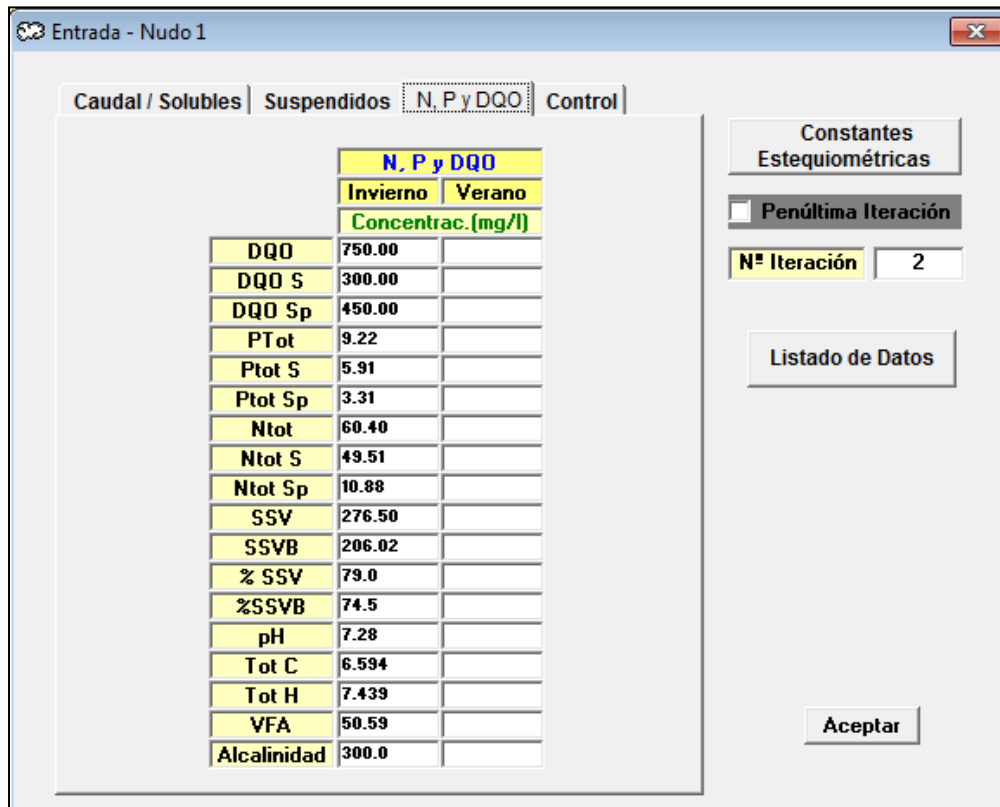 Entrada - Nudo 1
Caudal / Solubles Suspendidos N, P y DQO Control
N, P y DQO
Invierno Verano
Concentrac.(mg/l)
DQO 750.00
DQO S 300.00
DQO Sp 450.00
PTot 9.22
Ptot S 5.91
Ptot Sp 3.31
Ntot 60.40
Ntot S 49.51
Ntot Sp 10.88
SSV 276.50
SSVB 206.02
% SSV 79.0
%SSVB 74.5
pH 7.28
Tot C 6.594
Tot H 7.439
VFA 50.59
Alcalinidad 300.0
Constantes
Estequiométricas
Penúltima Iteración
Nº Iteración 2
Listado de Datos
Aceptar